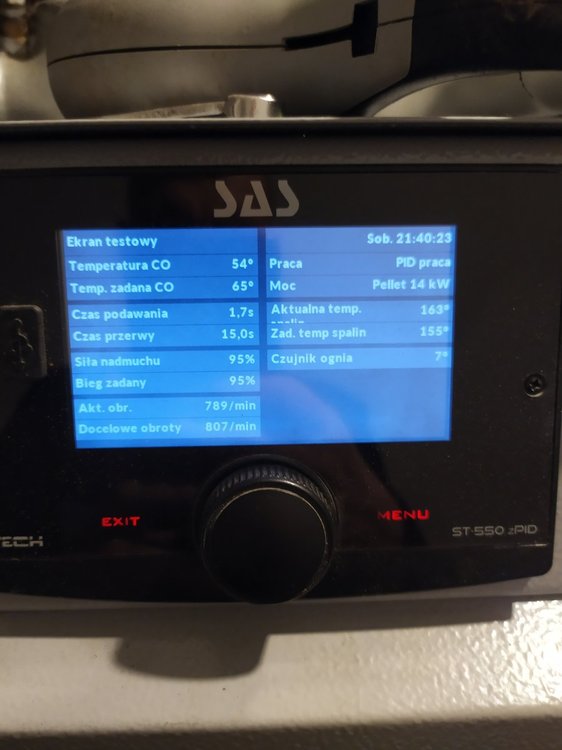 SAS
Ekran testowy
Sob. 21:40:23
Temperatura CO 54°
Praca PID praca
Temp. zadana CO 65°
Moc Pellet 14 kW
Czas podawania 1,7s
Aktualna temp. 163°
Czas przerwy 15,0s
Zad. temp spalin 155°
Siła nadmuchu 95%
Czujnik ognia 7°
Bieg zadany 95%
Akt. obr. 789/min
Docelowe obroty 807/min
EXIT
MENU
TECH
ST-550 zPID